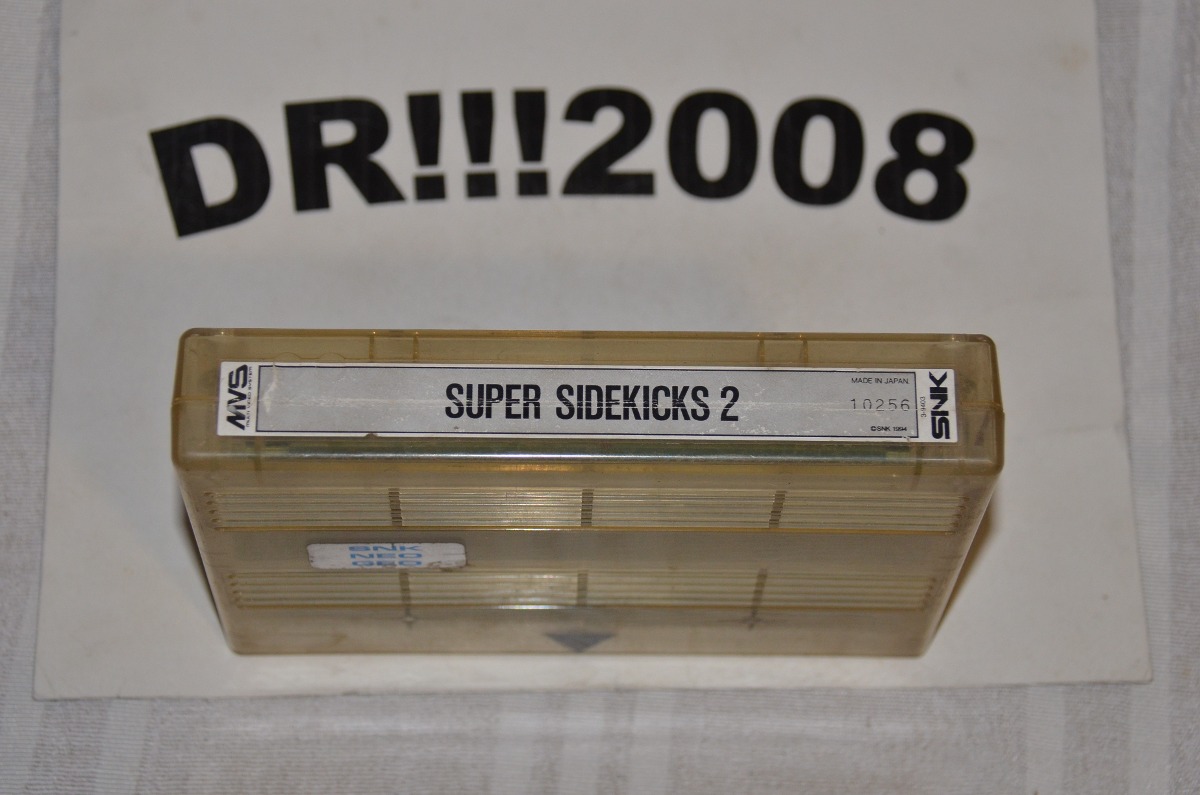 DR!!!2008
MVS
SUPER SIDEKICKS 2
MADE IN JAPAN.
10256
©SNK 1994
SNK
SNK
NEO
GEO